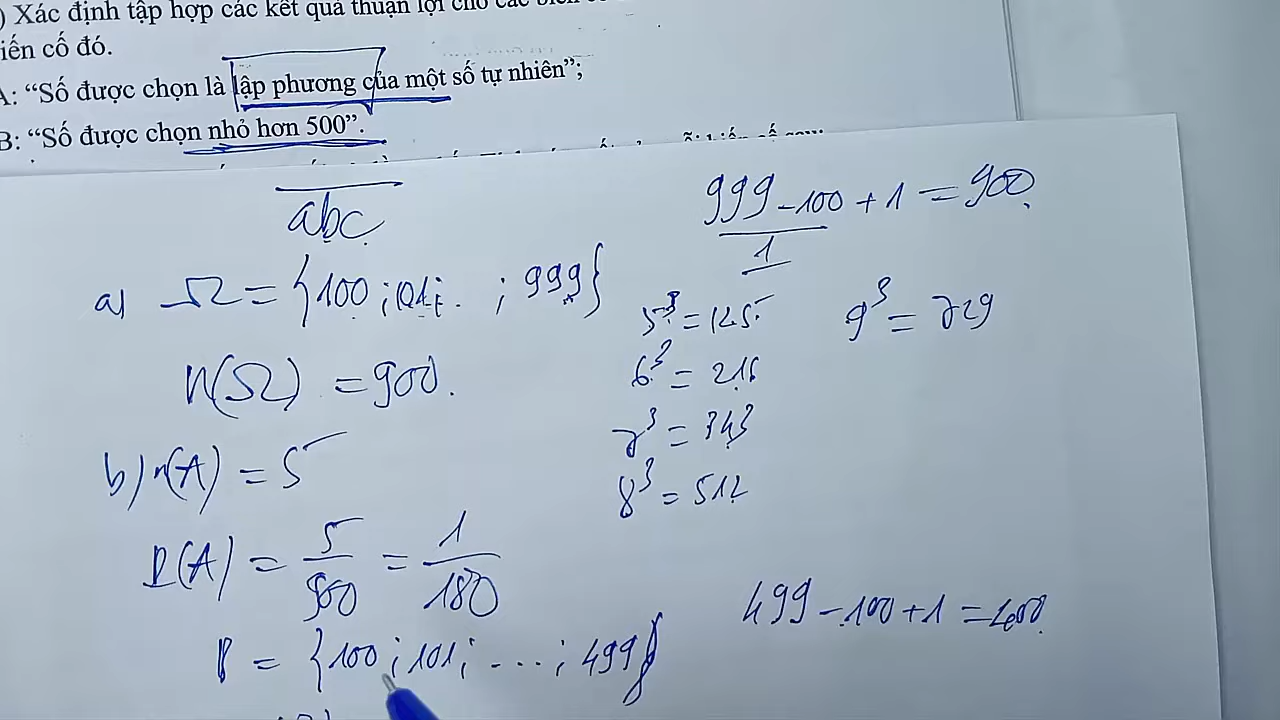 ) Xác định tập hợp các kết quả thuận lợi cho các biến
iến cố đó.
A: “Số được chọn là lập phương của một số tự nhiên”;
B: “Số được chọn nhỏ hơn 500”.
abc
999 - 100 + 1 = 900
1
a) Ω = {100 ; 101; . ; 999}
5³ = 125
9³ = 729
n(Ω) = 900.
6³ = 216
7³ = 343
b) n(A) = 5
8³ = 512
P(A) = 5/900 = 1/180
499 - 100 + 1 = 400
B = {100 ; 101; ... ; 499}